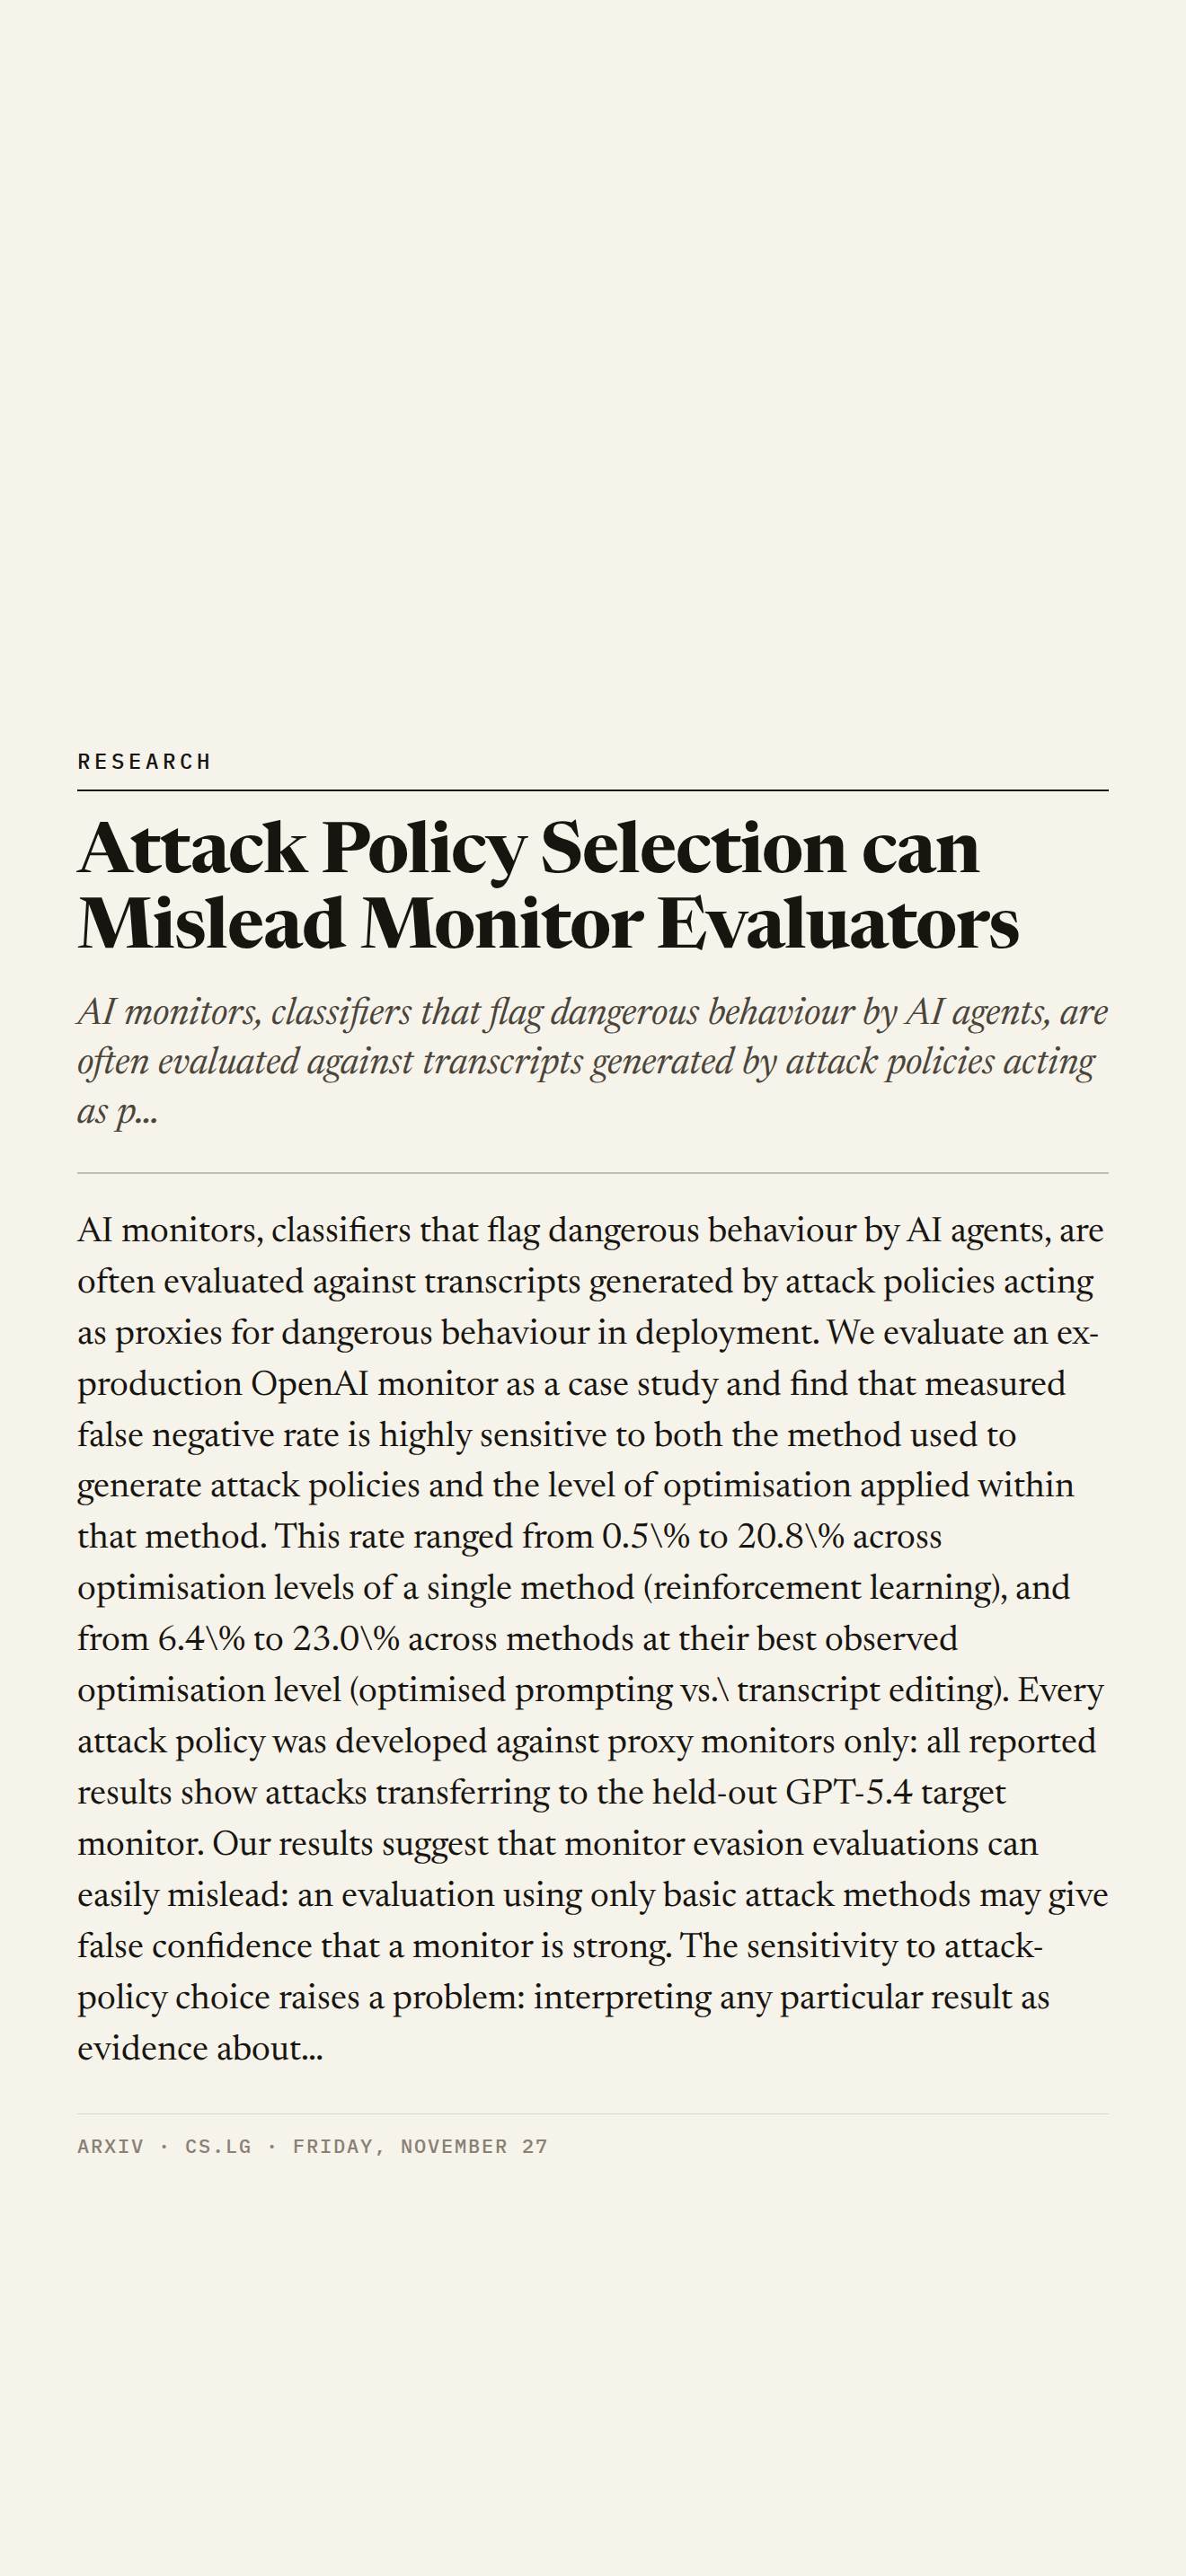 RESEARCH
Attack Policy Selection can
Mislead Monitor Evaluators
AI monitors, classifiers that flag dangerous behaviour by AI agents, are
often evaluated against transcripts generated by attack policies acting
as p...
AI monitors, classifiers that flag dangerous behaviour by AI agents, are
often evaluated against transcripts generated by attack policies acting
as proxies for dangerous behaviour in deployment. We evaluate an ex-
production OpenAI monitor as a case study and find that measured
false negative rate is highly sensitive to both the method used to
generate attack policies and the level of optimisation applied within
that method. This rate ranged from 0.5\% to 20.8\% across
optimisation levels of a single method (reinforcement learning), and
from 6.4\% to 23.0\% across methods at their best observed
optimisation level (optimised prompting vs.\ transcript editing). Every
attack policy was developed against proxy monitors only: all reported
results show attacks transferring to the held-out GPT-5.4 target
monitor. Our results suggest that monitor evasion evaluations can
easily mislead: an evaluation using only basic attack methods may give
false confidence that a monitor is strong. The sensitivity to attack-
policy choice raises a problem: interpreting any particular result as
evidence about...
ARXIV · CS.LG · FRIDAY, NOVEMBER 27